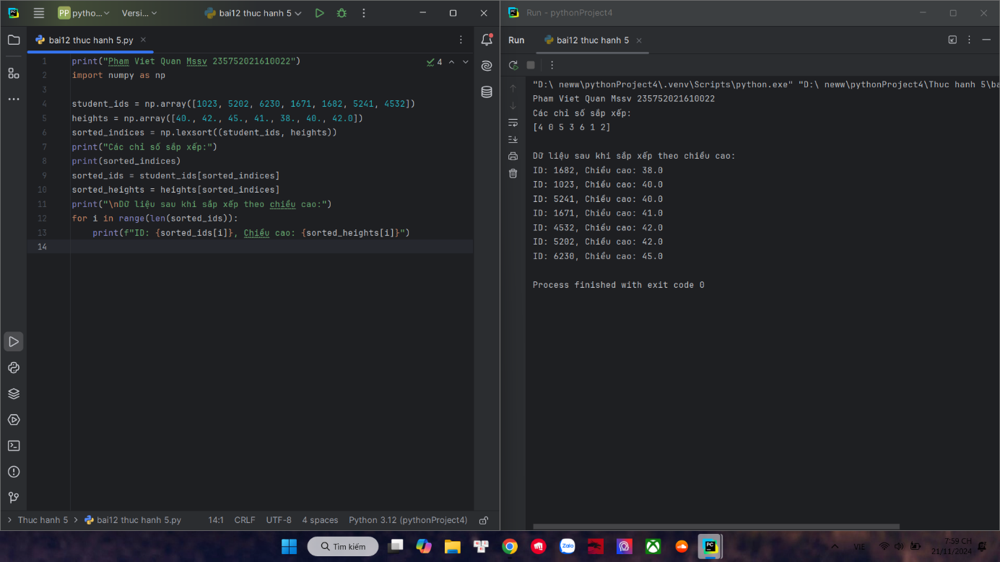 PP pytho...
Versi...
bai12 thuc hanh 5
bai12 thuc hanh 5.py
4
1 print("Pham Viet Quan Mssv 235752021610022")
2 import numpy as np
3
4 student_ids = np.array([1023, 5202, 6230, 1671, 1682, 5241, 4532])
5 heights = np.array([40., 42., 45., 41., 38., 40., 42.0])
6 sorted_indices = np.lexsort((student_ids, heights))
7 print("Các chỉ số sắp xếp:")
8 print(sorted_indices)
9 sorted_ids = student_ids[sorted_indices]
10 sorted_heights = heights[sorted_indices]
11 print("\nDữ liệu sau khi sắp xếp theo chiều cao:")
12 for i in range(len(sorted_ids)):
13 print(f"ID: {sorted_ids[i]}, Chiều cao: {sorted_heights[i]}")
14
Thuc hanh 5 > bai12 thuc hanh 5.py
14:1 CRLF UTF-8 4 spaces Python 3.12 (pythonProject4)
Run - pythonProject4
Run bai12 thuc hanh 5
"D:\ neww\pythonProject4\.venv\Scripts\python.exe" "D:\ neww\pythonProject4\Thuc hanh 5\ba
Pham Viet Quan Mssv 235752021610022
Các chỉ số sắp xếp:
[4 0 5 3 6 1 2]
Dữ liệu sau khi sắp xếp theo chiều cao:
ID: 1682, Chiều cao: 38.0
ID: 1023, Chiều cao: 40.0
ID: 5241, Chiều cao: 40.0
ID: 1671, Chiều cao: 41.0
ID: 4532, Chiều cao: 42.0
ID: 5202, Chiều cao: 42.0
ID: 6230, Chiều cao: 45.0
Process finished with exit code 0
Tìm kiếm
Zalo
PC
VIE
7:59 CH
21/11/2024